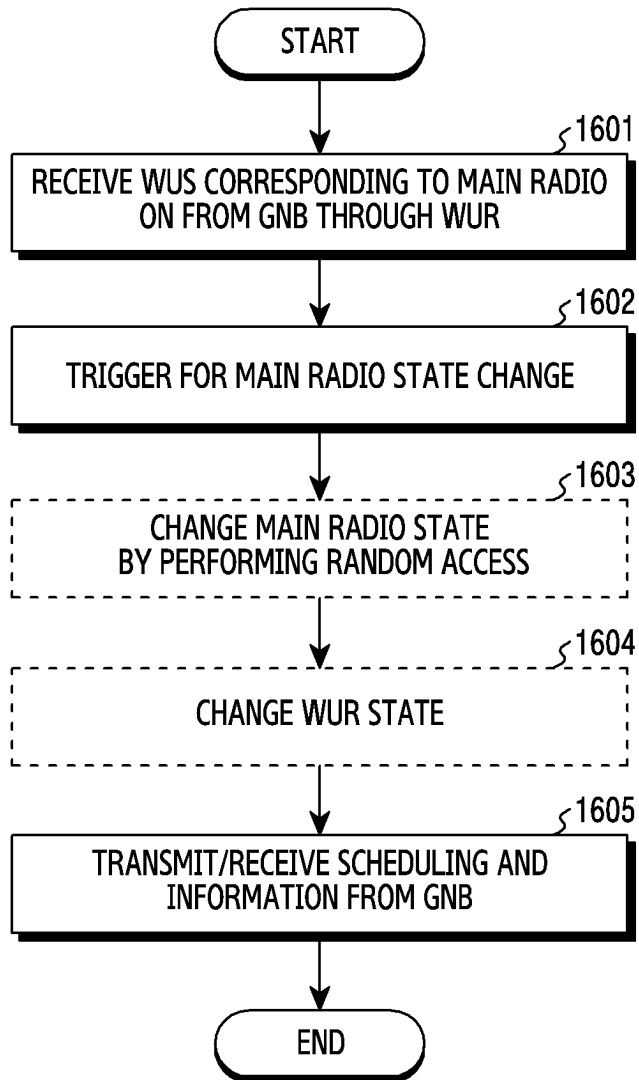 START
1601
RECEIVE WUS CORRESPONDING TO MAIN RADIO
ON FROM GNB THROUGH WUR
1602
TRIGGER FOR MAIN RADIO STATE CHANGE
1603
CHANGE MAIN RADIO STATE
BY PERFORMING RANDOM ACCESS
1604
CHANGE WUR STATE
1605
TRANSMIT/RECEIVE SCHEDULING AND
INFORMATION FROM GNB
END